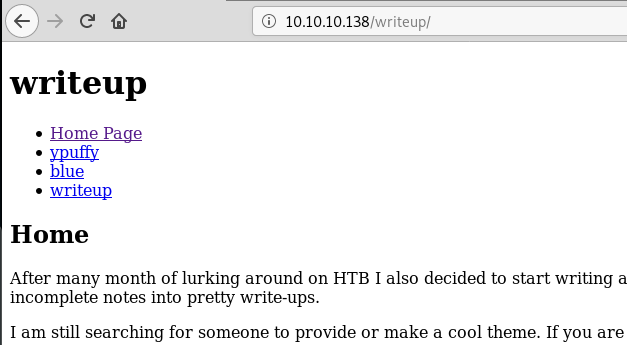 10.10.10.138/writeup/
writeup
Home Page
ypuffy
blue
writeup
Home
After many month of lurking around on HTB I also decided to start writing a
incomplete notes into pretty write-ups.
I am still searching for someone to provide or make a cool theme. If you are